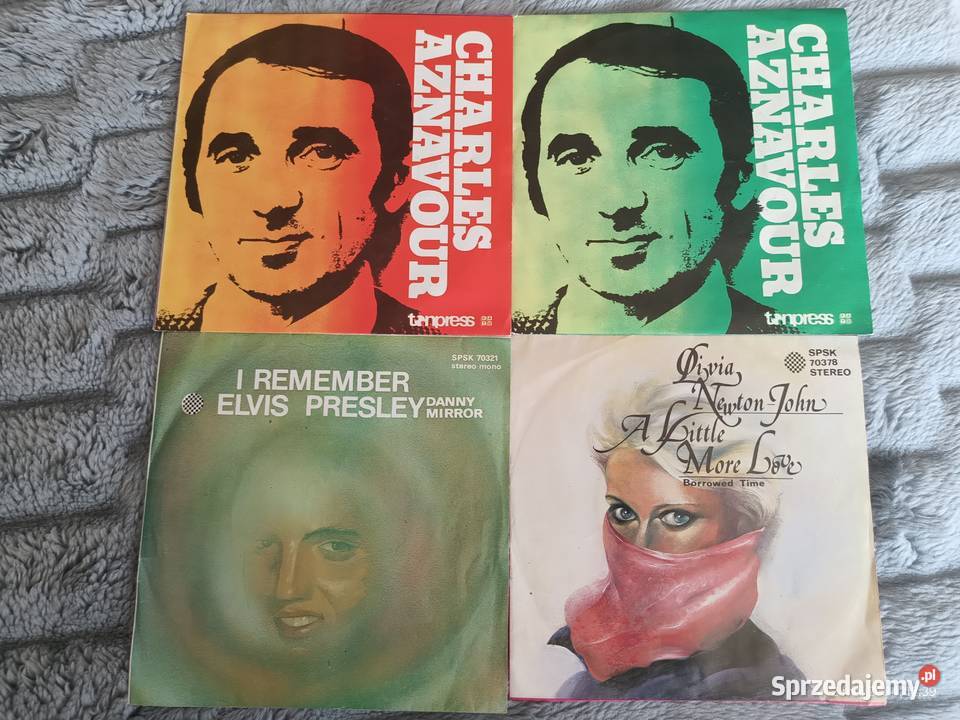 CHARLES
AZNAVOUR
tonpress
CHARLES
AZNAVOUR
tonpress
SPSK 70321
stereo mono
I REMEMBER
ELVIS PRESLEY
DANNY
MIRROR
Olivia
Newton-John
A Little
More Love
Borrowed Time
SPSK
70378
STEREO
Sprzedajemy.pl